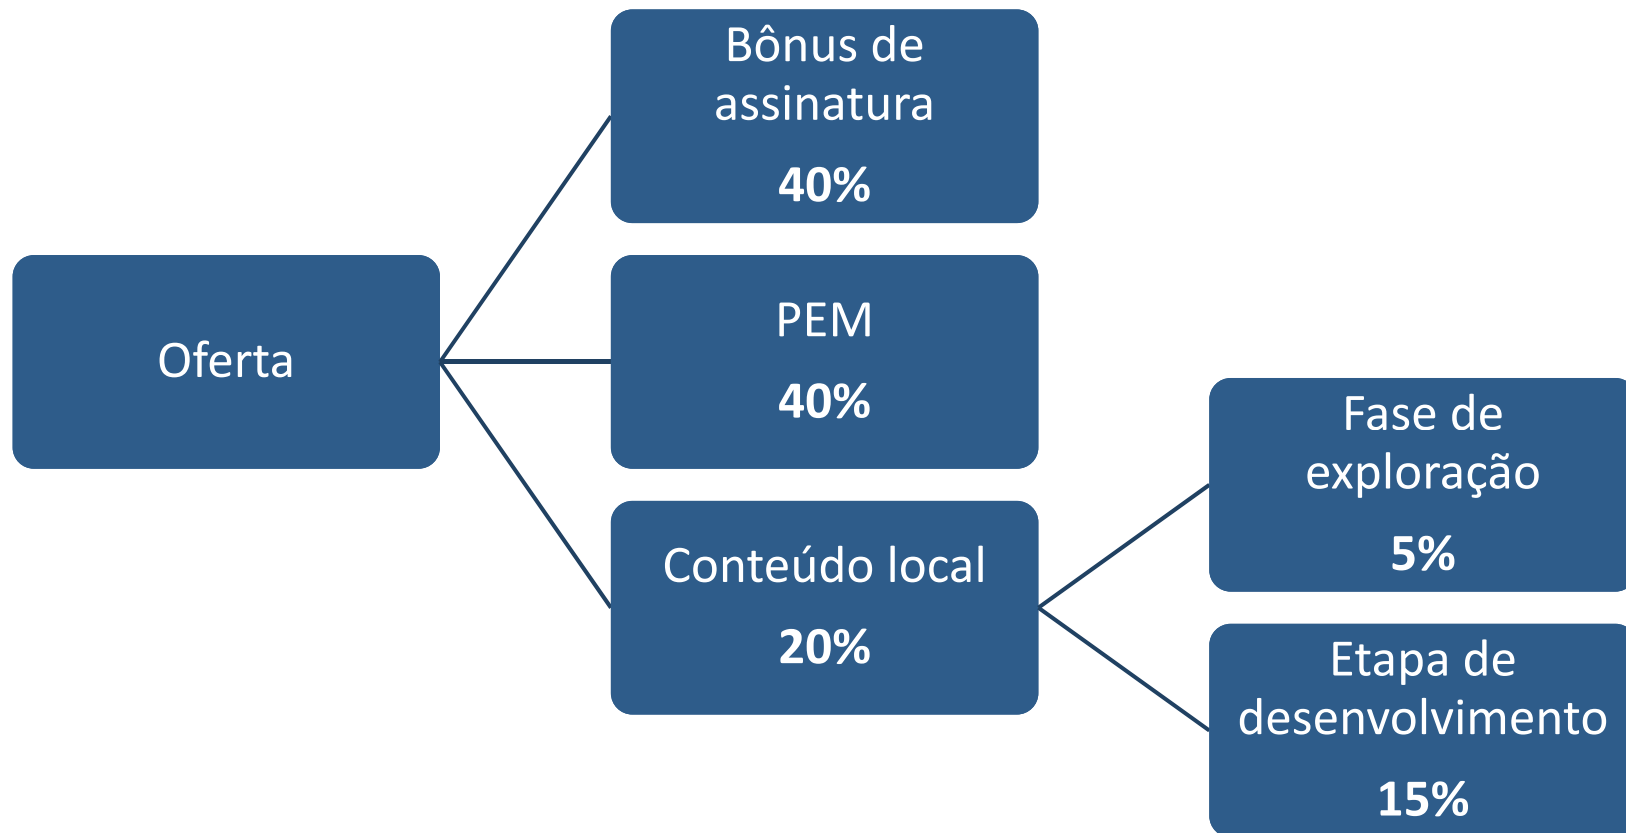 Oferta
Bônus de
assinatura
40%
PEM
40%
Conteúdo local
20%
Fase de
exploração
5%
Etapa de
desenvolvimento
15%